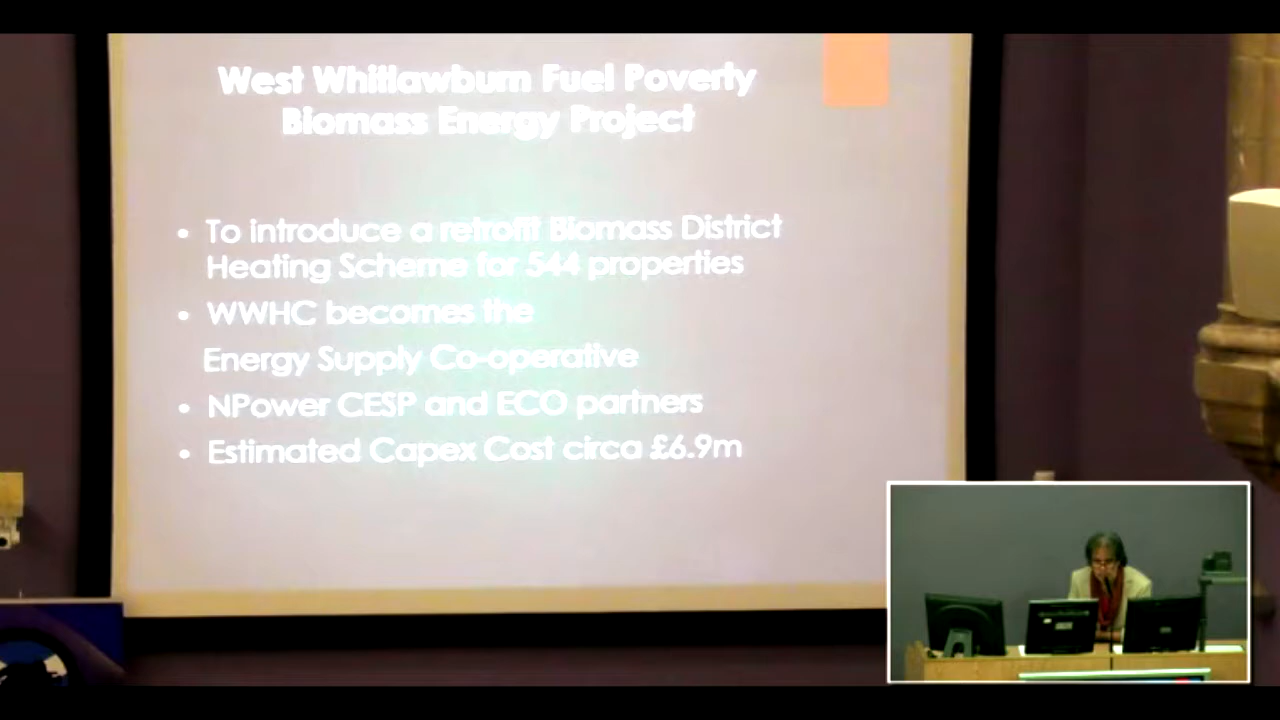 West Whitlawburn Fuel Poverty
Biomass Energy Project
• To introduce a retrofit Biomass District
Heating Scheme for 544 properties
• WWHC becomes the
Energy Supply Co-operative
• NPower CESP and ECO partners
• Estimated Capex Cost circa £6.9m